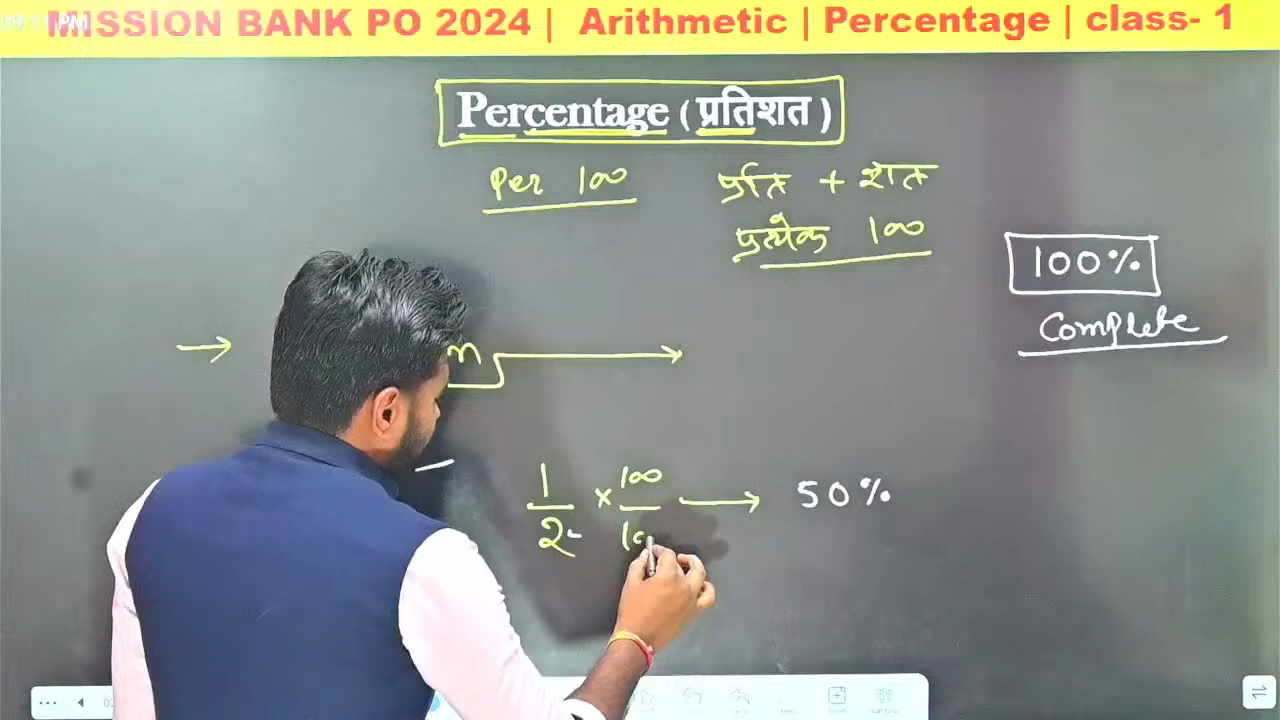 MISSION BANK PO 2024 | Arithmetic | Percentage | class- 1
Percentage ( प्रतिशत )
Per 100 प्रति + शत
प्रत्येक 100
100%
Complete
1/2 × 100/10 → 50%